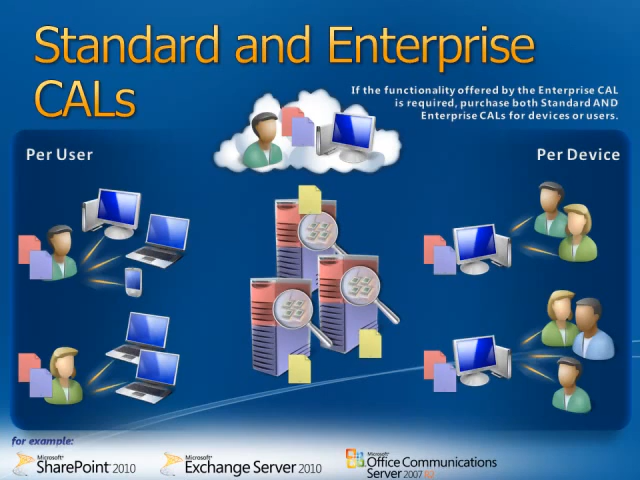 Standard and Enterprise
CALs
If the functionality offered by the Enterprise CAL
is required, purchase both Standard AND
Enterprise CALs for devices or users.
Per User
Per Device
for example:
Microsoft®
SharePoint® 2010
Microsoft®
Exchange Server 2010
Microsoft®
Office Communications
Server 2007 R2